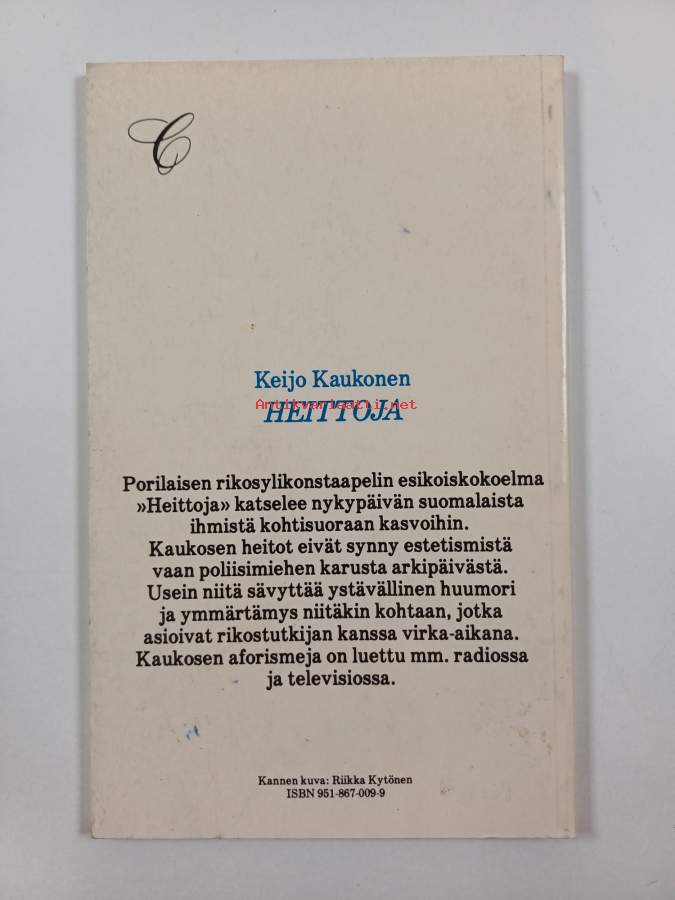 C
Keijo Kaukonen
HEITTOJA
Antikvariaatti.net
Porilaisen rikosylikonstaapelin esikoiskokoelma
»Heittoja» katselee nykypäivän suomalaista
ihmistä kohtisuoraan kasvoihin.
Kaukosen heitot eivät synny estetismistä
vaan poliisimiehen karusta arkipäivästä.
Usein niitä sävyttää ystävällinen huumori
ja ymmärtämys niitäkin kohtaan, jotka
asioivat rikostutkijan kanssa virka-aikana.
Kaukosen aforismeja on luettu mm. radiossa
ja televisiossa.
Kannen kuva: Riikka Kytönen
ISBN 951-867-009-9